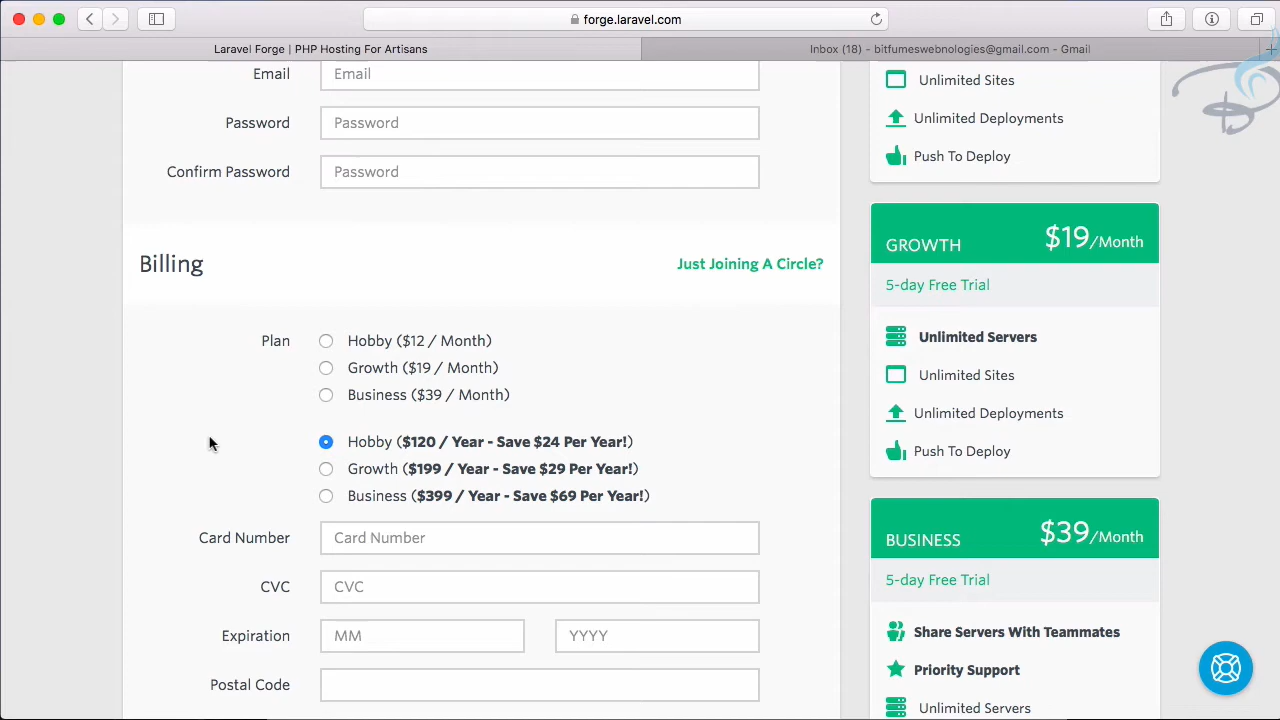 forge.laravel.com
Laravel Forge | PHP Hosting For Artisans
Inbox (18) - bitfumeswebnologies@gmail.com - Gmail
Email
Email
Password
Password
Confirm Password
Password
Billing
Just Joining A Circle?
Plan
Hobby ($12 / Month)
Growth ($19 / Month)
Business ($39 / Month)
Hobby ($120 / Year - Save $24 Per Year!)
Growth ($199 / Year - Save $29 Per Year!)
Business ($399 / Year - Save $69 Per Year!)
Card Number
Card Number
CVC
CVC
Expiration
MM
YYYY
Postal Code
Unlimited Sites
Unlimited Deployments
Push To Deploy
GROWTH
$19/Month
5-day Free Trial
Unlimited Servers
Unlimited Sites
Unlimited Deployments
Push To Deploy
BUSINESS
$39/Month
5-day Free Trial
Share Servers With Teammates
Priority Support
Unlimited Servers